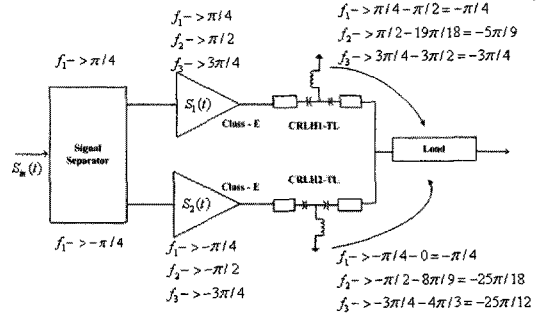 f₁−>π/4
f₂−>π/2
f₃−>3π/4
f₁−>π/4−π/2=−π/4
f₂−>π/2−19π/18=−5π/9
f₃−>3π/4−3π/2=−3π/4
f₁−>π/4
S₁(t)
Class - E
CRLH1-TL
Signal
Separator
S_in(t)
Load
S₂(t)
Class - E
CRLH2-TL
f₁−>−π/4
f₁−>−π/4
f₂−>−π/2
f₃−>−3π/4
f₁−>−π/4−0=−π/4
f₂−>−π/2−8π/9=−25π/18
f₃−>−3π/4−4π/3=−25π/12